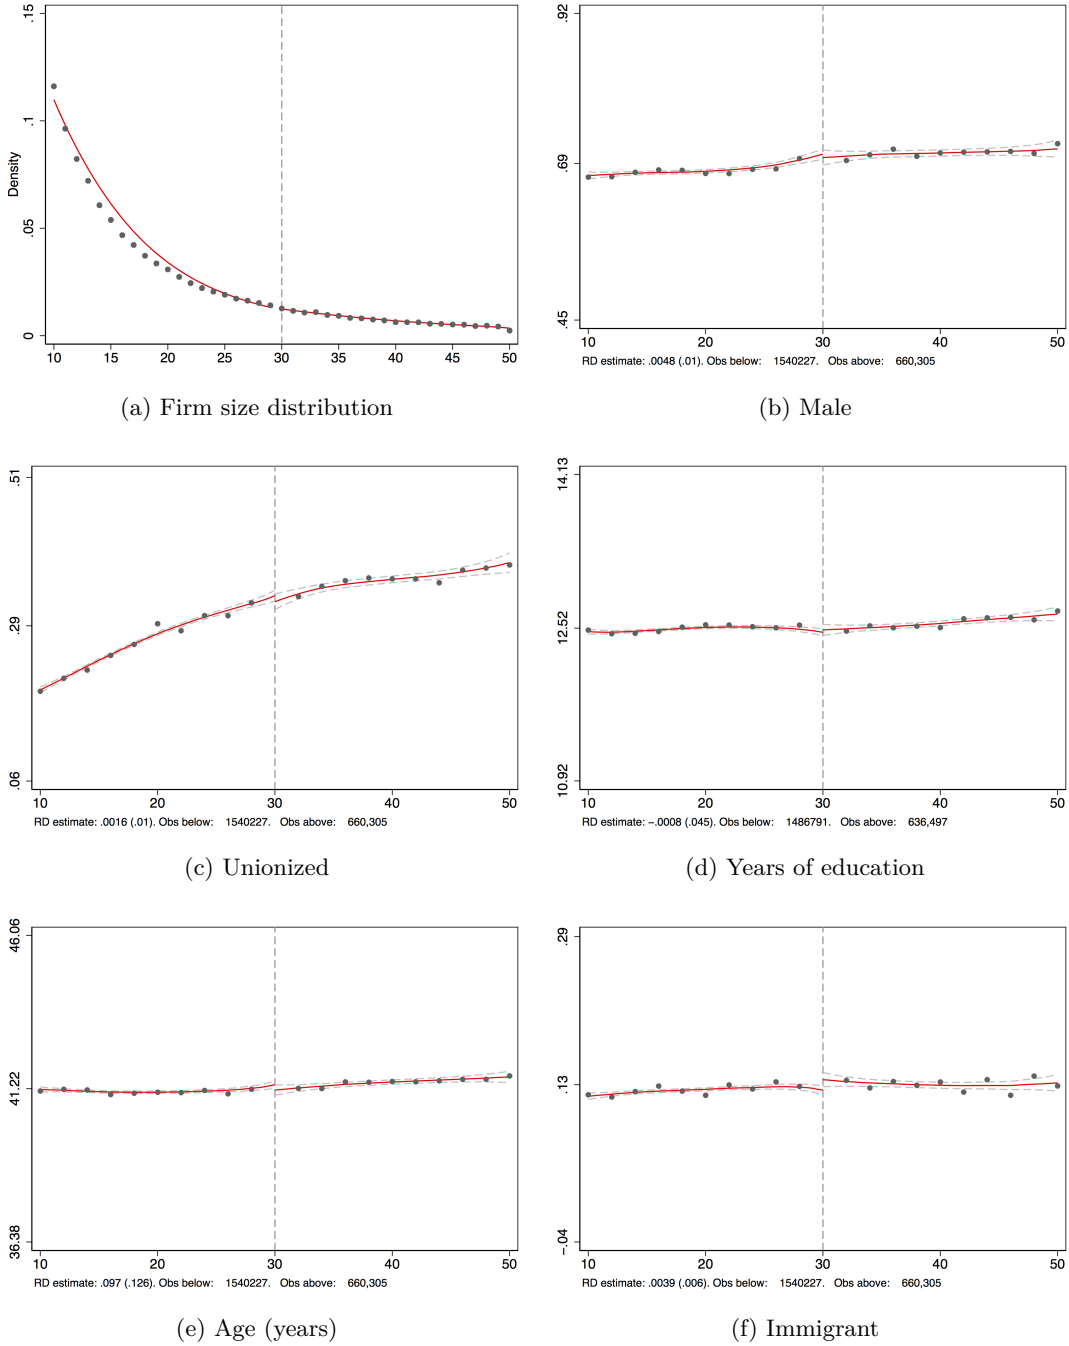 .15
.1
.05
0
Density
10 15 20 25 30 35 40 45 50
(a) Firm size distribution
.92
.69
.45
10 20 30 40 50
RD estimate: .0048 (.01). Obs below: 1540227. Obs above: 660,305
(b) Male
.51
.29
.06
10 20 30 40 50
RD estimate: .0016 (.01). Obs below: 1540227. Obs above: 660,305
(c) Unionized
14.13
12.52
10.92
10 20 30 40 50
RD estimate: −.0008 (.045). Obs below: 1486791. Obs above: 636,497
(d) Years of education
46.06
41.22
36.38
10 20 30 40 50
RD estimate: .097 (.126). Obs below: 1540227. Obs above: 660,305
(e) Age (years)
.29
.13
−.04
10 20 30 40 50
RD estimate: .0039 (.006). Obs below: 1540227. Obs above: 660,305
(f) Immigrant